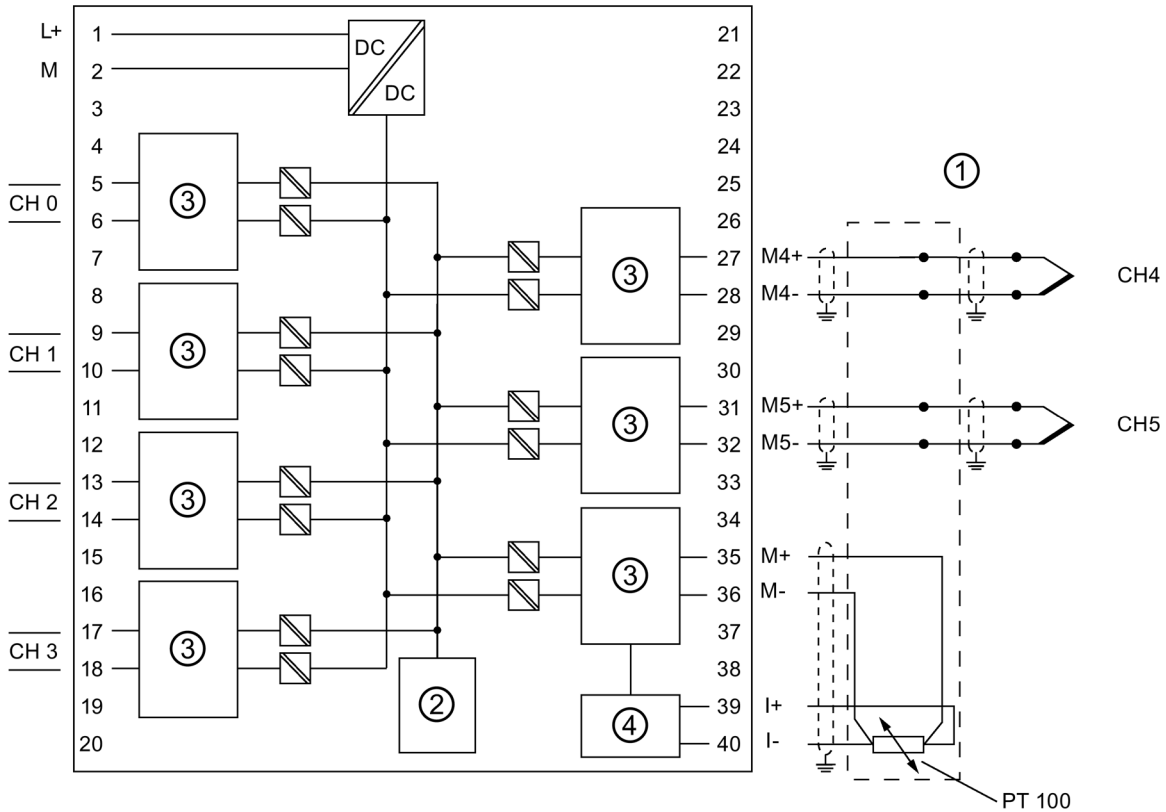 L+ 1 21
M 2 22
DC
DC
3 23
4 24
5 25
CH 0
③
6 26
①
7 27 M4+
③
CH4
8 28 M4-
9 29
CH 1
③
10 30
11 31 M5+
③
CH5
12 32 M5-
13 33
CH 2
③
14 34
15 35 M+
③
16 36 M-
17 37
CH 3
③
18 38
19 39 I+
②
④
20 40 I-
PT 100